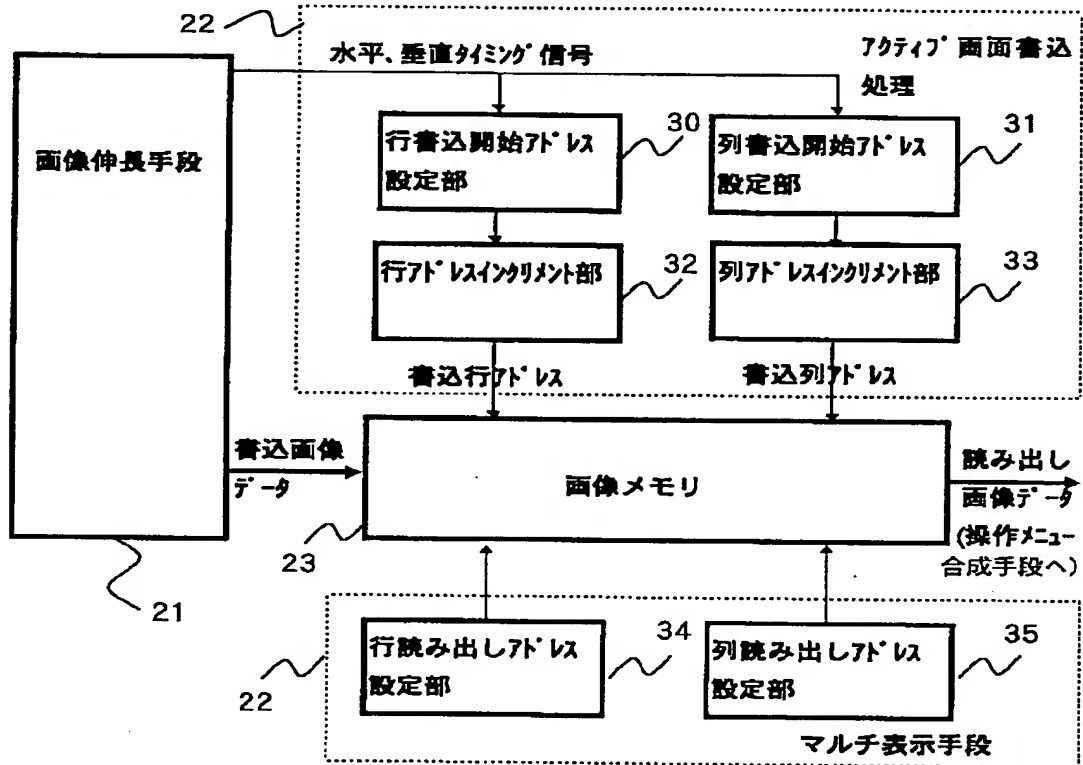 22
水平、垂直タイミング信号
アクティブ画面書込
処理
画像伸長手段
行書込開始アドレス
設定部
30
列書込開始アドレス
設定部
31
行アドレスインクリメント部
32
列アドレスインクリメント部
33
書込行アドレス
書込列アドレス
書込画像
データ
画像メモリ
読み出し
画像データ
(操作メニュー
合成手段へ)
23
21
行読み出しアドレス
設定部
34
列読み出しアドレス
設定部
35
22
マルチ表示手段